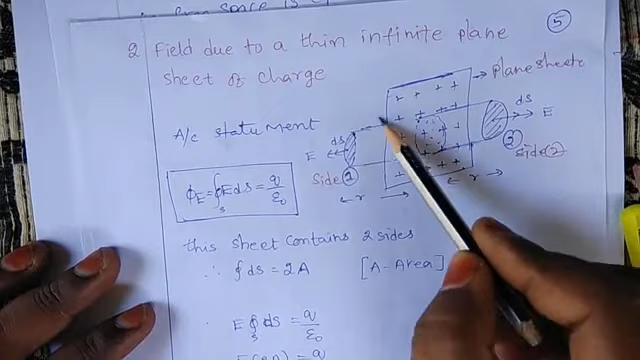 5
2 Field due to a thin infinite plane
sheet of charge
plane sheet
A/c statement
ds
E
side 1
r
ds
E
2
side 2
r
ϕE = ∮s E ds = q/ε0
this sheet contains 2 sides
∴ ∮ ds = 2A [A - Area]
E ∮s ds = q/ε0